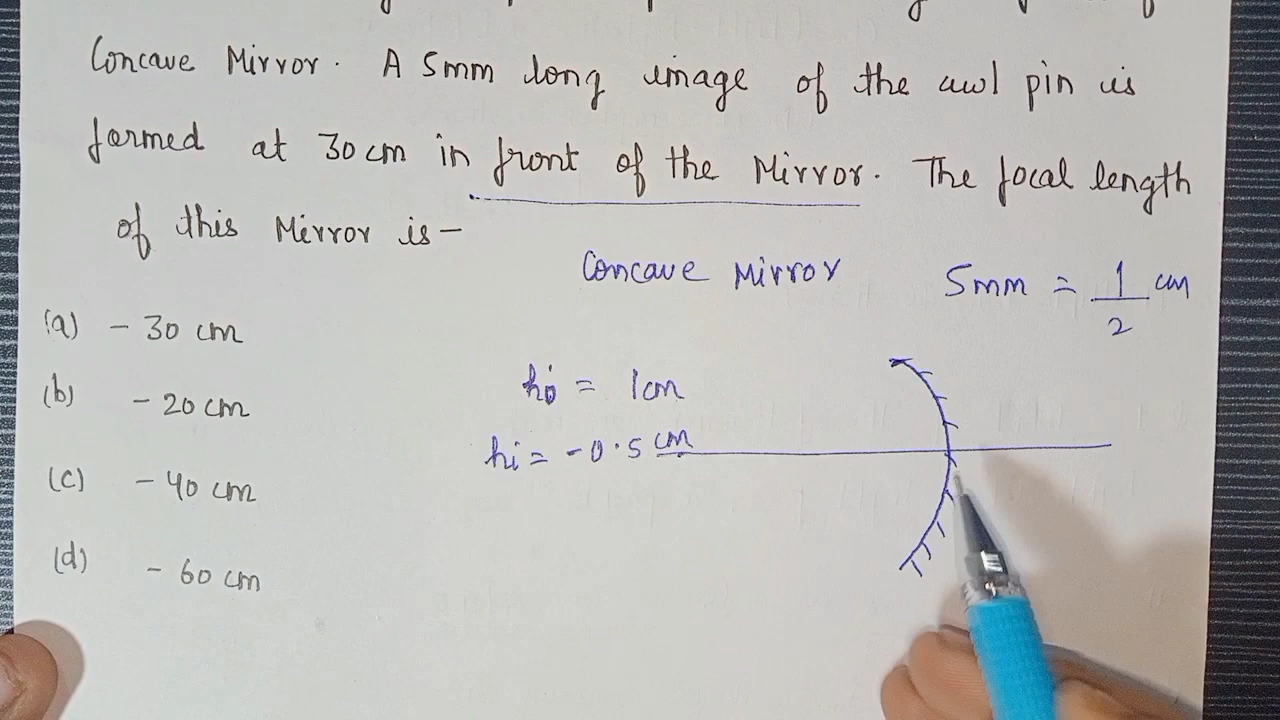 Concave Mirror. A 5mm long image of the awl pin is
formed at 30cm in front of the Mirror. The focal length
of this Mirror is-
Concave Mirror
5mm = 1/2 cm
(a) - 30 cm
(b) - 20 cm
(c) - 40 cm
(d) - 60 cm
ho = 1cm
hi = -0.5 cm